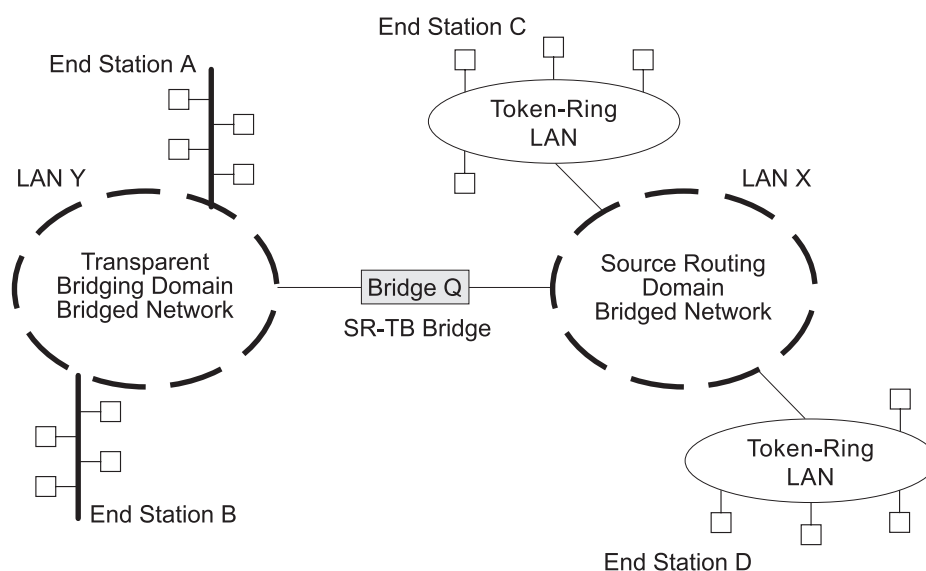 End Station C
End Station A
Token-Ring
LAN
LAN Y
LAN X
Transparent
Bridging Domain
Bridged Network
Bridge Q
SR-TB Bridge
Source Routing
Domain
Bridged Network
Token-Ring
LAN
End Station B
End Station D